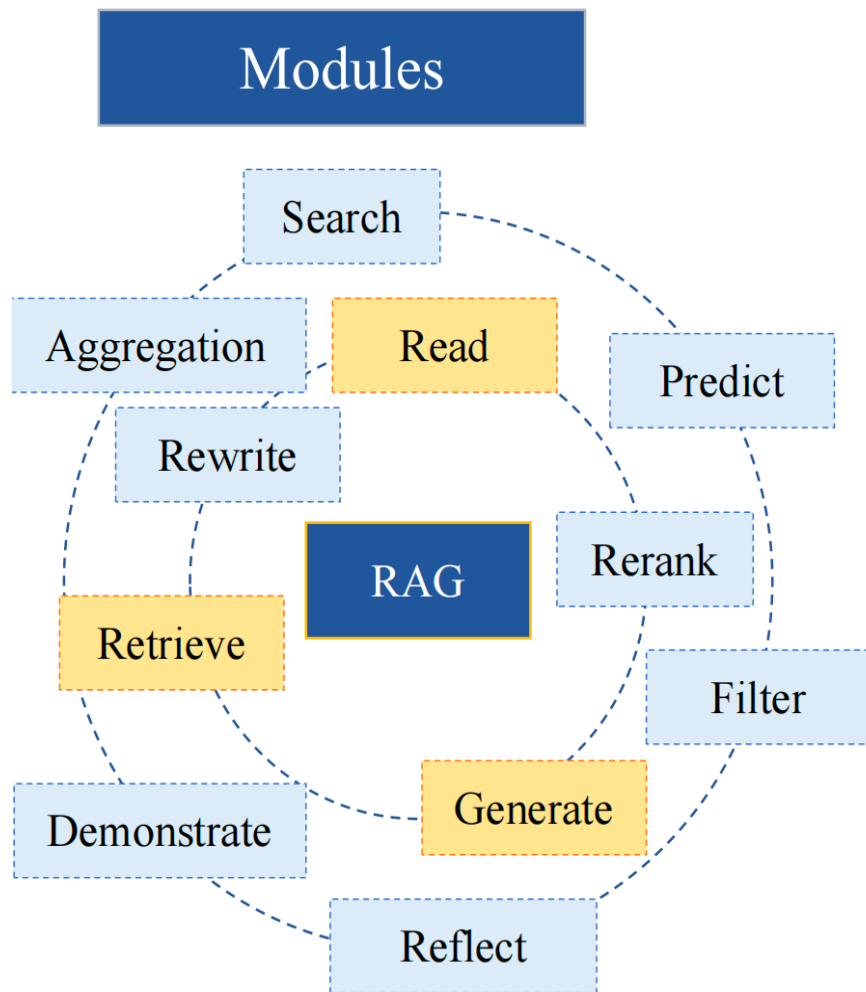 Modules
Search
Aggregation
Read
Predict
Rewrite
RAG
Rerank
Retrieve
Filter
Generate
Demonstrate
Reflect